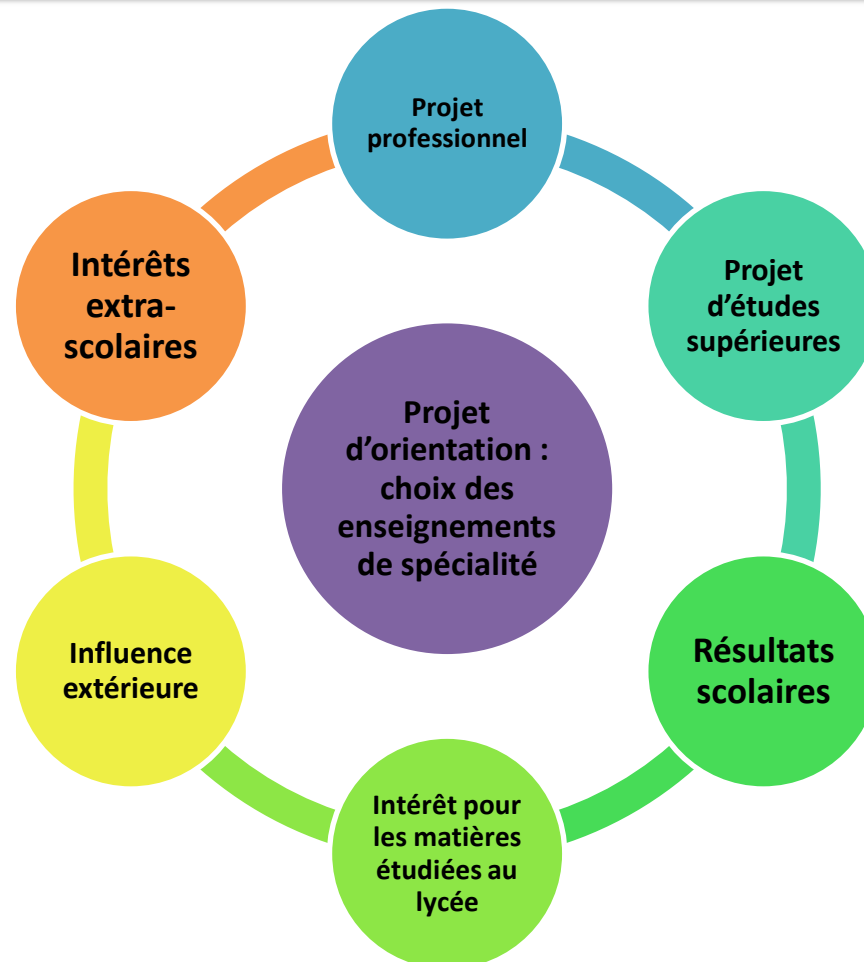 Projet
professionnel
Projet
d’études
supérieures
Résultats
scolaires
Intérêt pour
les matières
étudiées au
lycée
Influence
extérieure
Intérêts
extra-
scolaires
Projet
d’orientation :
choix des
enseignements
de spécialité